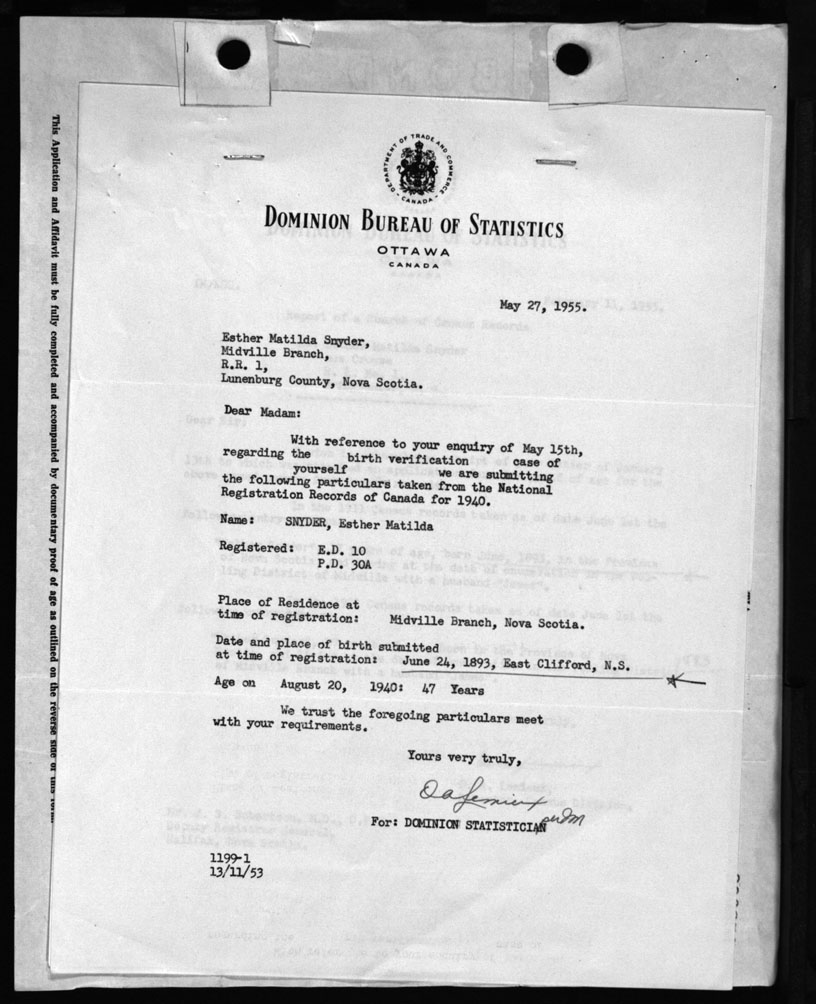 DEPARTMENT OF TRADE AND COMMERCE
CANADA
DOMINION BUREAU OF STATISTICS
OTTAWA
CANADA
May 27, 1955.
Esther Matilda Snyder,
Midville Branch,
R.R. 1,
Lunenburg County, Nova Scotia.
Dear Madam:
With reference to your enquiry of May 15th,
regarding the birth verification case of
yourself we are submitting
the following particulars taken from the National
Registration Records of Canada for 1940.
Name: SNYDER, Esther Matilda
Registered: E.D. 10
P.D. 30A
Place of Residence at
time of registration: Midville Branch, Nova Scotia.
Date and place of birth submitted
at time of registration: June 24, 1893, East Clifford, N.S.
Age on August 20, 1940: 47 Years
We trust the foregoing particulars meet
with your requirements.
Yours very truly,
O A Lemieux
per DM
For: DOMINION STATISTICIAN
1199-1
13/11/53
This Application and Affidavit must be fully completed and accompanied by documentary proof of age as outlined on the reverse side of this form.